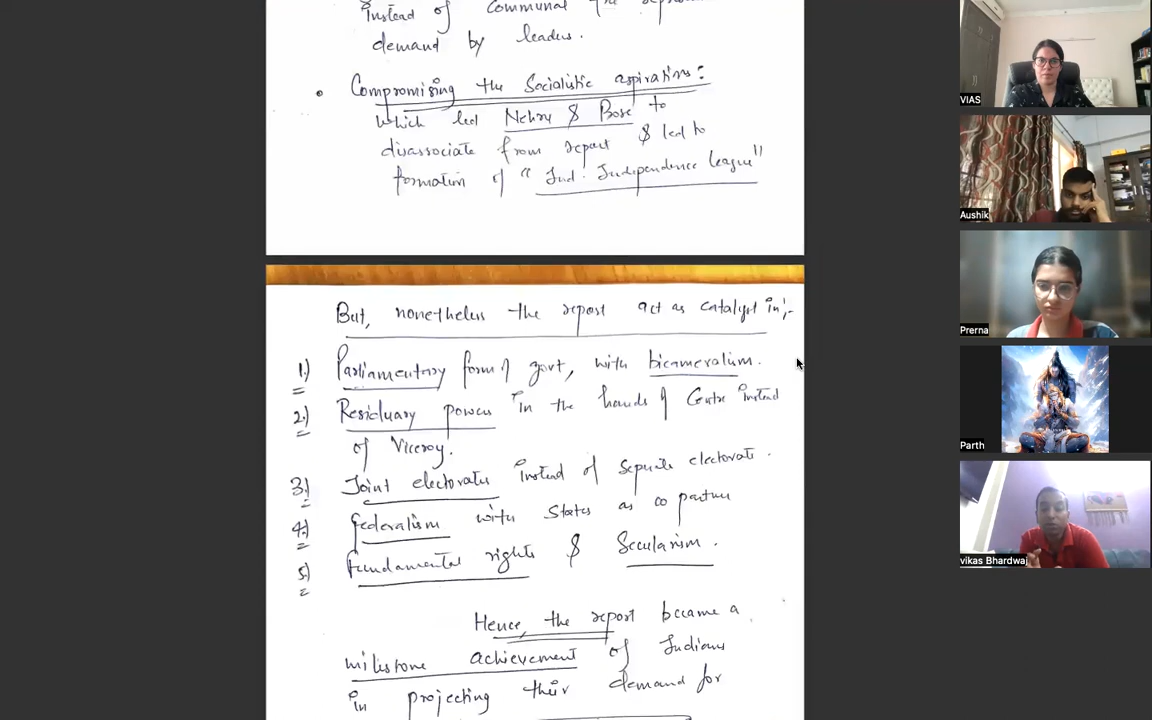 instead of communal
demand by leaders.
• Compromising the Socialistic aspirations:
which led Nehru & Bose to
disassociate from report & led to
formation of "Ind. Independence league"
But, nonetheless the report act as catalyst in:-
1) Parliamentary form of govt, with bicameralism.
2) Residuary power in the hands of Centre instead
of Viceroy.
3) Joint electorates instead of seperate electorate.
4) federalism with States as co partner
5) Fundamental rights & Secularism.
Hence, the report became a
milestone achievement of Indians
in projecting their demand for
VIAS
Aushik
Prerna
Parth
vikas Bhardwaj